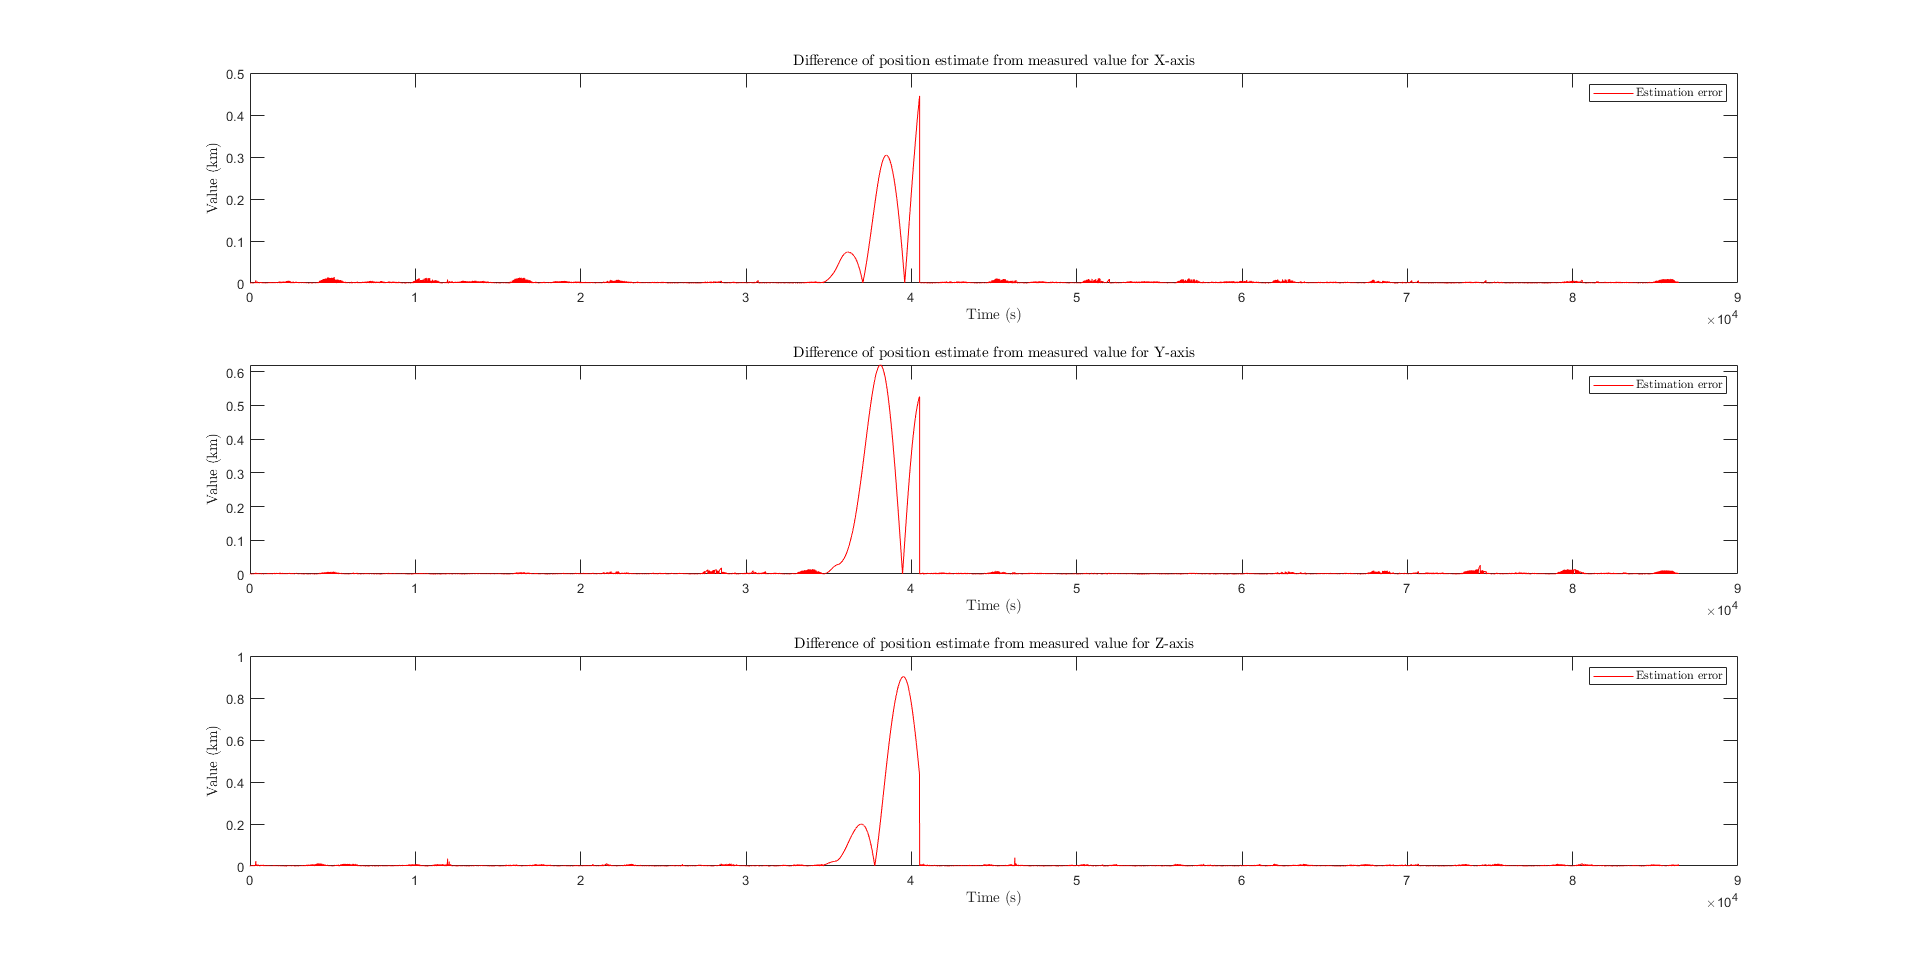 Difference of position estimate from measured value for X-axis
0.5
0.4
0.3
0.2
0.1
0
Value (km)
Estimation error
0 1 2 3 4 5 6 7 8 9
Time (s)
×10^4
Difference of position estimate from measured value for Y-axis
0.6
0.5
0.4
0.3
0.2
0.1
0
Value (km)
Estimation error
0 1 2 3 4 5 6 7 8 9
Time (s)
×10^4
Difference of position estimate from measured value for Z-axis
1
0.8
0.6
0.4
0.2
0
Value (km)
Estimation error
0 1 2 3 4 5 6 7 8 9
Time (s)
×10^4